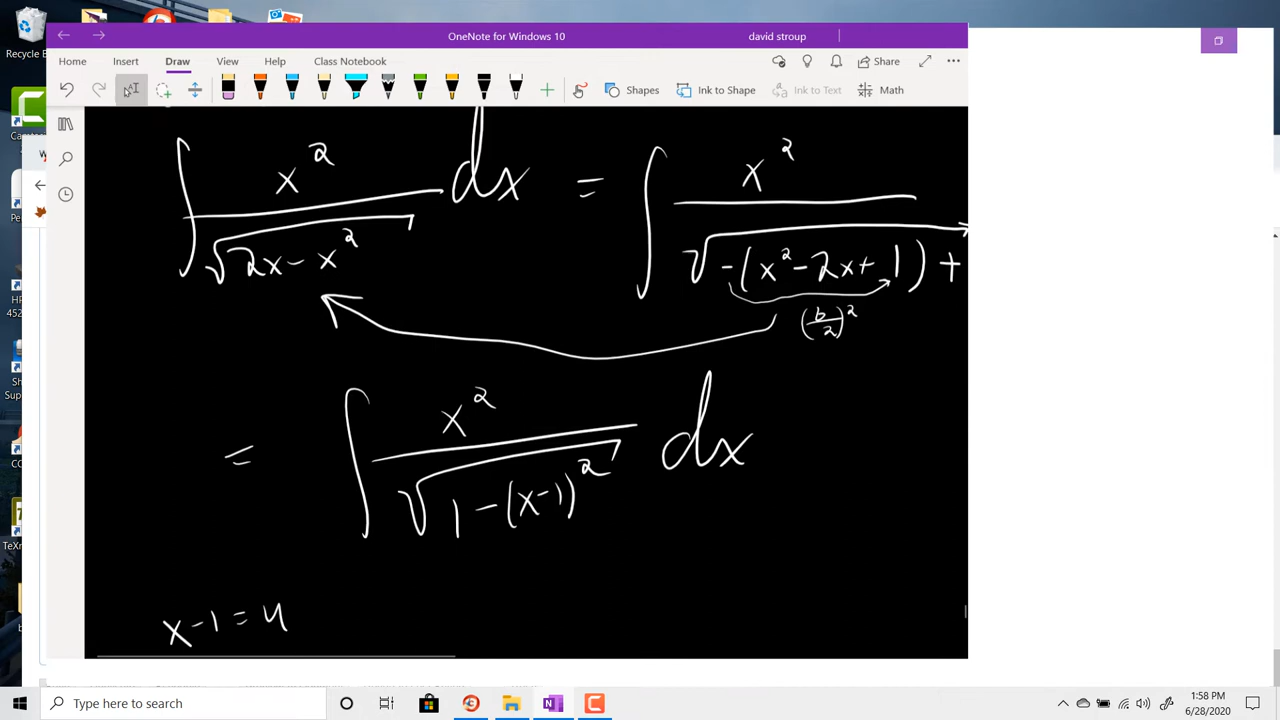 Recycle B
OneNote for Windows 10
david stroup
Home Insert Draw View Help Class Notebook Share
Shapes Ink to Shape Ink to Text Math
∫ x² / √(2x − x²) dx = ∫ x² / √(−(x² − 2x + 1) +
(b/2)²
= ∫ x² / √(1 − (x−1)²) dx
x − 1 = u
Type here to search
1:58 PM
6/28/2020